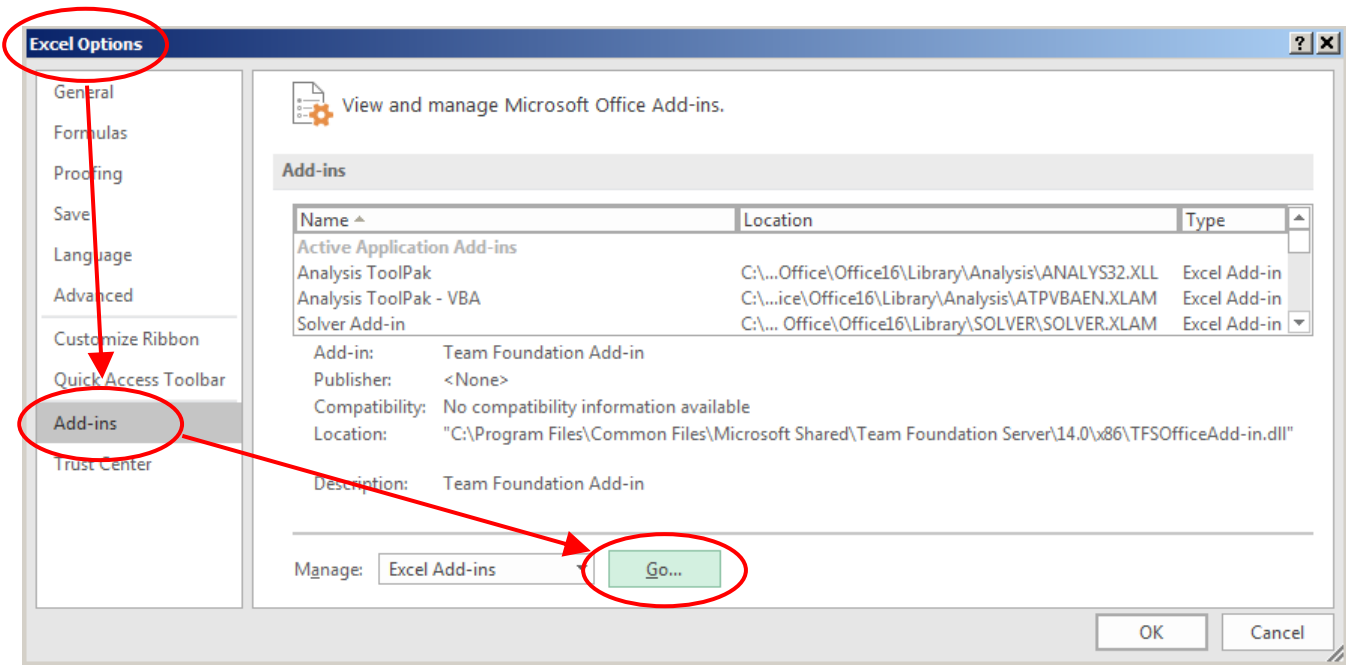 Excel Options
General
Formulas
Proofing
Save
Language
Advanced
Customize Ribbon
Quick Access Toolbar
Add-ins
Trust Center
View and manage Microsoft Office Add-ins.
Add-ins
Name Location Type
Active Application Add-ins
Analysis ToolPak C:\...Office\Office16\Library\Analysis\ANALYS32.XLL Excel Add-in
Analysis ToolPak - VBA C:\...ice\Office16\Library\Analysis\ATPVBAEN.XLAM Excel Add-in
Solver Add-in C:\... Office\Office16\Library\SOLVER\SOLVER.XLAM Excel Add-in
Add-in: Team Foundation Add-in
Publisher: <None>
Compatibility: No compatibility information available
Location: "C:\Program Files\Common Files\Microsoft Shared\Team Foundation Server\14.0\x86\TFSOfficeAdd-in.dll"
Description: Team Foundation Add-in
Manage: Excel Add-ins Go...
OK Cancel